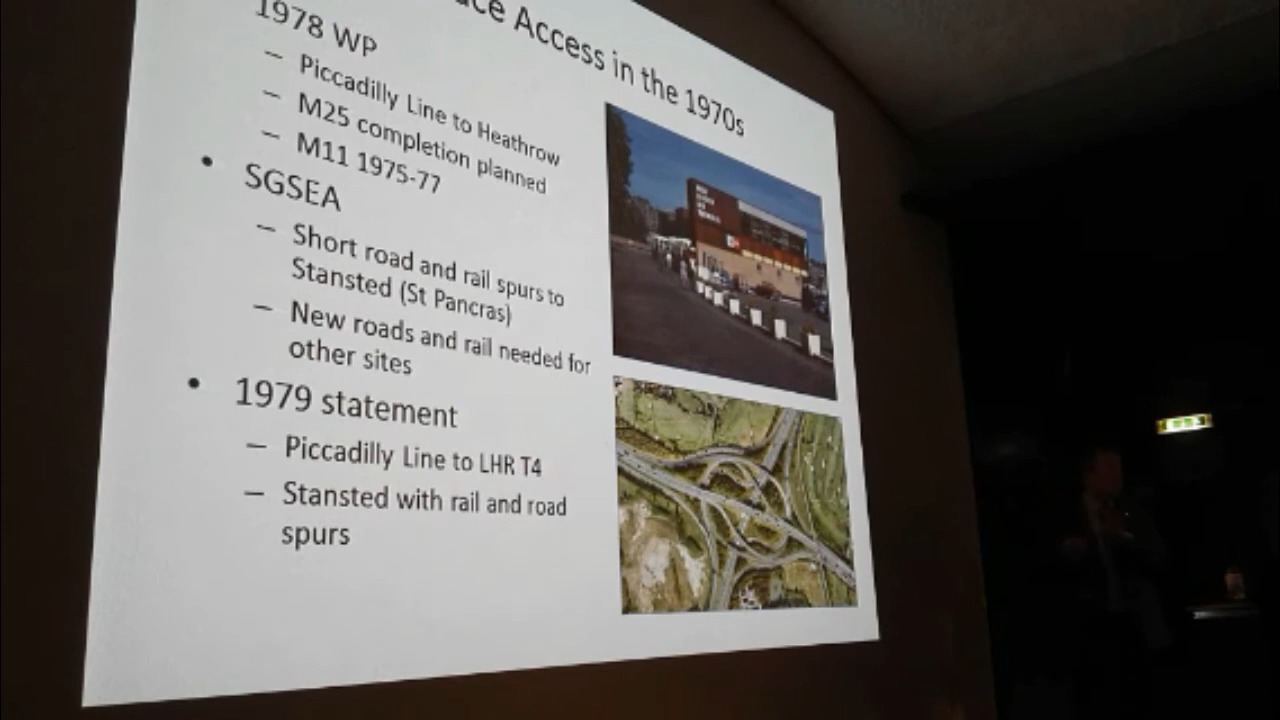 Access in the 1970s
1978 WP
– Piccadilly Line to Heathrow
– M25 completion planned
– M11 1975-77
• SGSEA
– Short road and rail spurs to
Stansted (St Pancras)
– New roads and rail needed for
other sites
• 1979 statement
– Piccadilly Line to LHR T4
– Stansted with rail and road
spurs